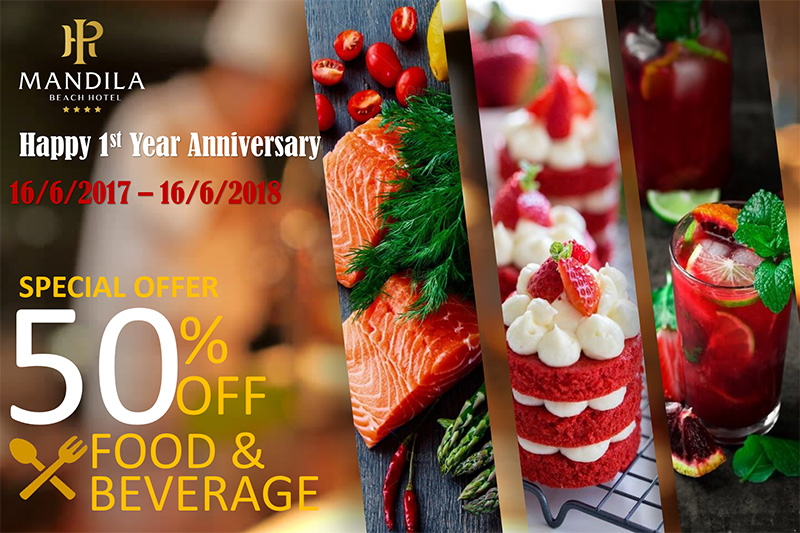 MANDILA
BEACH HOTEL
Happy 1st Year Anniversary
16/6/2017 – 16/6/2018
SPECIAL OFFER
50% OFF
FOOD &
BEVERAGE